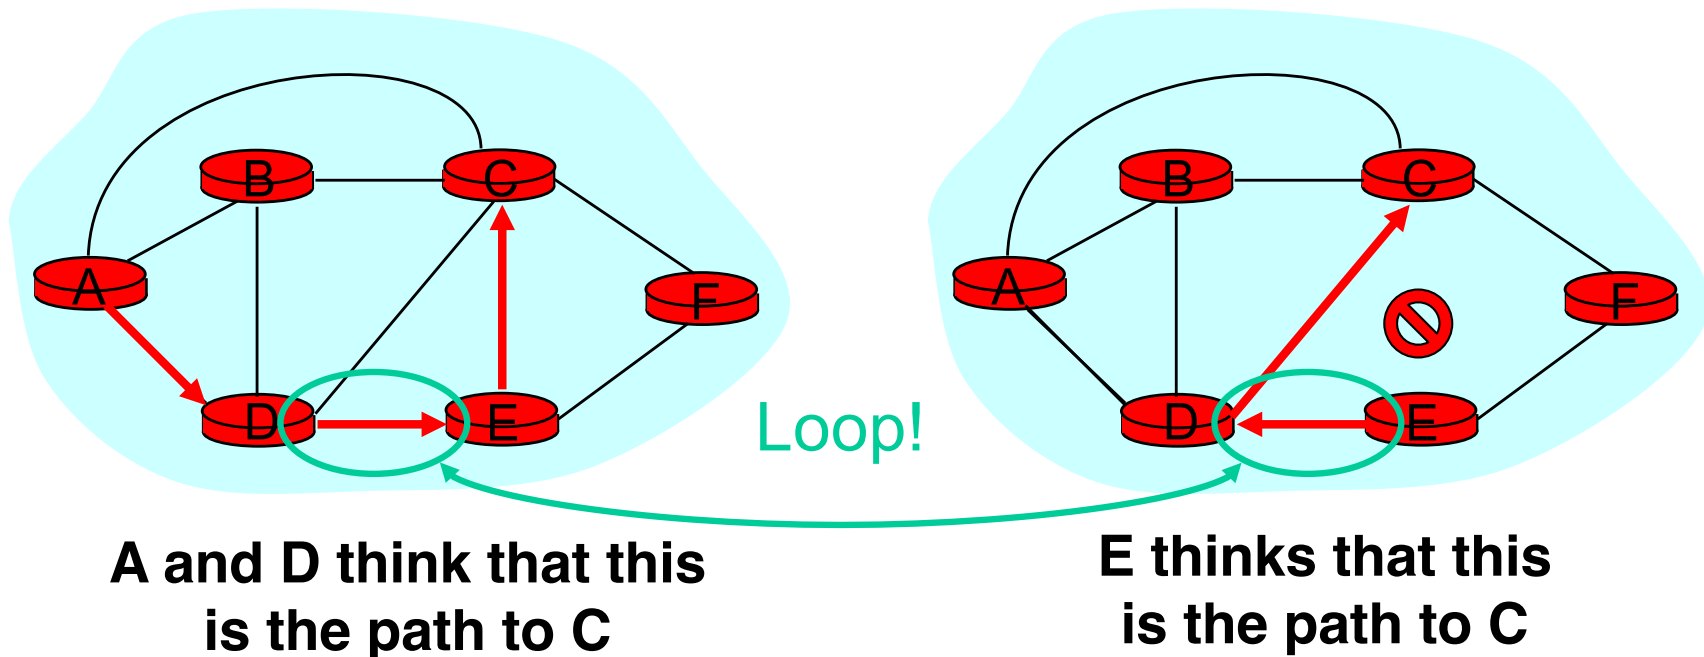 B
C
A
F
D
E
Loop!
B
C
A
F
D
E
A and D think that this
is the path to C
E thinks that this
is the path to C